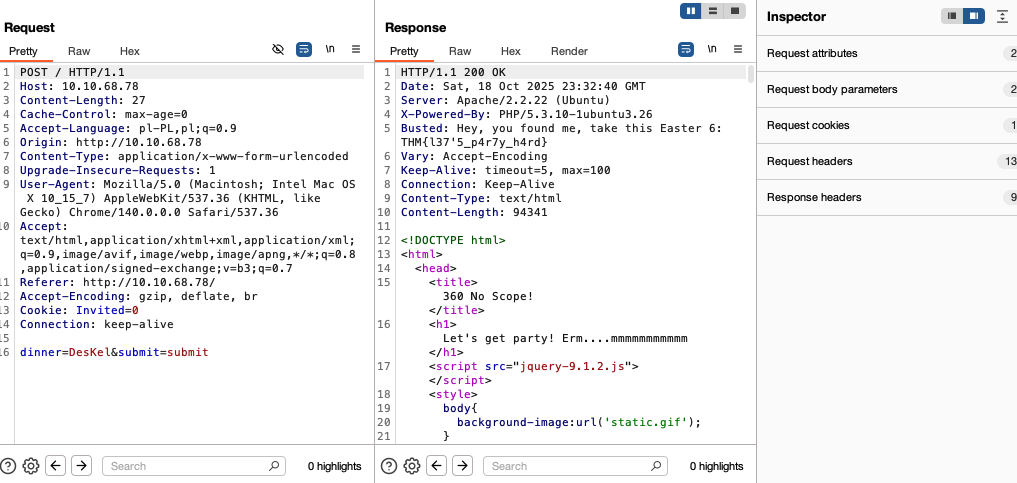 Request
Pretty Raw Hex \n
1 POST / HTTP/1.1
2 Host: 10.10.68.78
3 Content-Length: 27
4 Cache-Control: max-age=0
5 Accept-Language: pl-PL,pl;q=0.9
6 Origin: http://10.10.68.78
7 Content-Type: application/x-www-form-urlencoded
8 Upgrade-Insecure-Requests: 1
9 User-Agent: Mozilla/5.0 (Macintosh; Intel Mac OS
X 10_15_7) AppleWebKit/537.36 (KHTML, like
Gecko) Chrome/140.0.0.0 Safari/537.36
10 Accept:
text/html,application/xhtml+xml,application/xml;
q=0.9,image/avif,image/webp,image/apng,*/*;q=0.8
,application/signed-exchange;v=b3;q=0.7
11 Referer: http://10.10.68.78/
12 Accept-Encoding: gzip, deflate, br
13 Cookie: Invited=0
14 Connection: keep-alive
15
16 dinner=DesKel&submit=submit
Search 0 highlights
Response
Pretty Raw Hex Render \n
1 HTTP/1.1 200 OK
2 Date: Sat, 18 Oct 2025 23:32:40 GMT
3 Server: Apache/2.2.22 (Ubuntu)
4 X-Powered-By: PHP/5.3.10-1ubuntu3.26
5 Busted: Hey, you found me, take this Easter 6:
THM{l37'5_p4r7y_h4rd}
6 Vary: Accept-Encoding
7 Keep-Alive: timeout=5, max=100
8 Connection: Keep-Alive
9 Content-Type: text/html
10 Content-Length: 94341
11
12 <!DOCTYPE html>
13 <html>
14 <head>
15 <title>
360 No Scope!
</title>
16 <h1>
Let's get party! Erm....mmmmmmmmmmm
</h1>
17 <script src="jquery-9.1.2.js">
</script>
18 <style>
19 body{
20 background-image:url('static.gif');
21 }
Search 0 highlights
Inspector
Request attributes 2
Request body parameters 2
Request cookies 1
Request headers 13
Response headers 9